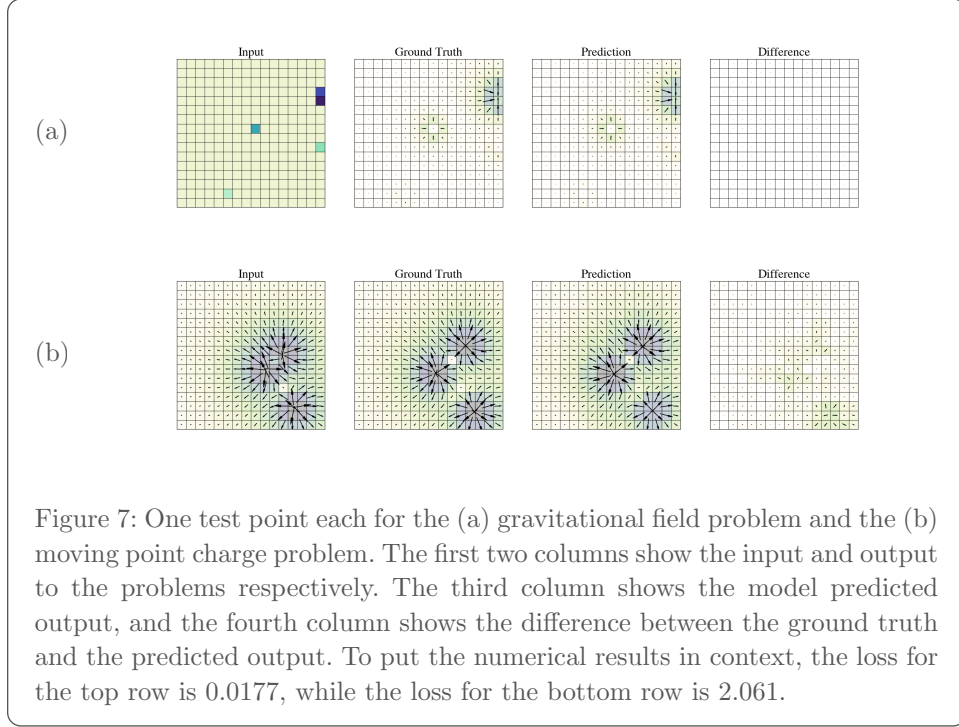 Input Ground Truth Prediction Difference
(a)
Input Ground Truth Prediction Difference
(b)
Figure 7: One test point each for the (a) gravitational field problem and the (b)
moving point charge problem. The first two columns show the input and output
to the problems respectively. The third column shows the model predicted
output, and the fourth column shows the difference between the ground truth
and the predicted output. To put the numerical results in context, the loss for
the top row is 0.0177, while the loss for the bottom row is 2.061.